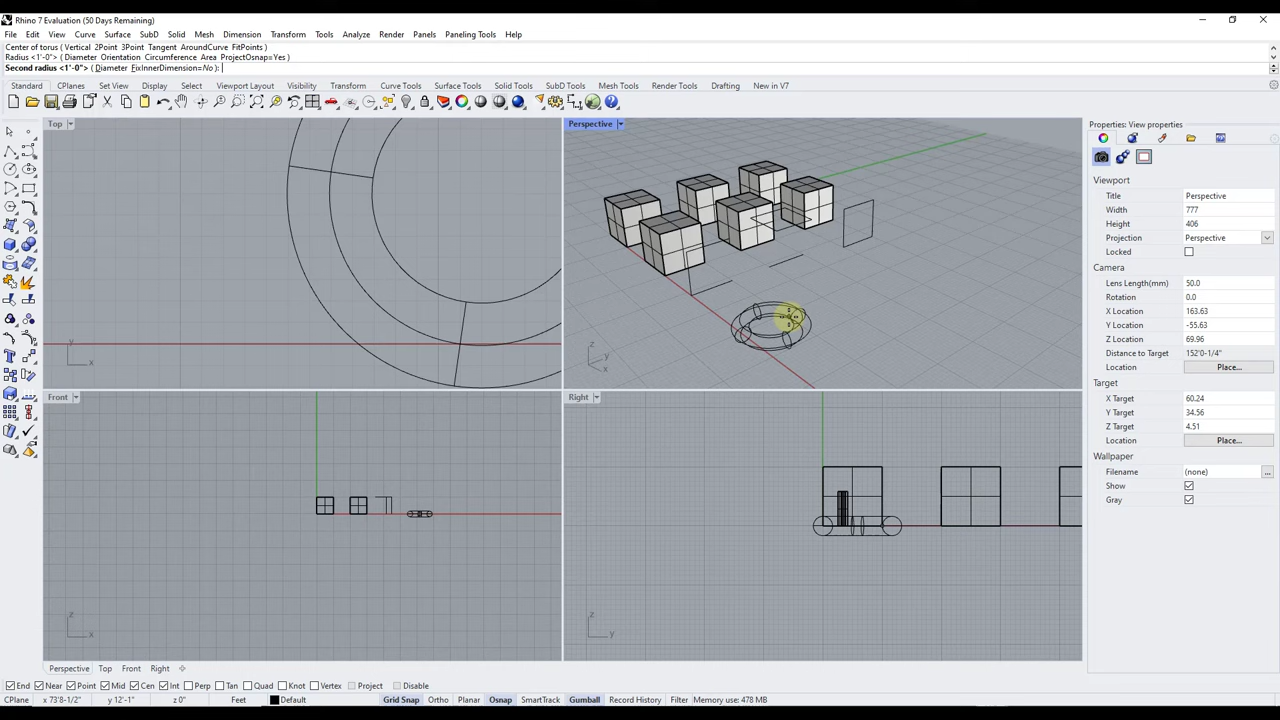 Rhino 7 Evaluation (50 Days Remaining)
File Edit View Curve Surface SubD Solid Mesh Dimension Transform Tools Analyze Render Panels Paneling Tools Help
Center of torus ( Vertical 2Point 3Point Tangent AroundCurve FitPoints )
Radius <1'-0"> ( Diameter Orientation Circumference Area ProjectOsnap=Yes )
Second radius <1'-0"> ( Diameter FixInnerDimension=No ):
Standard CPlanes Set View Display Select Viewport Layout Visibility Transform Curve Tools Surface Tools Solid Tools SubD Tools Mesh Tools Render Tools Drafting New in V7
Top
Perspective
Properties: View properties
Viewport
Title Perspective
Width 777
Height 406
Projection Perspective
Locked
Camera
Lens Length(mm) 50.0
Rotation 0.0
X Location 163.63
Y Location -55.63
Z Location 69.96
Distance to Target 152'0-1/4"
Location Place...
Target
X Target 60.24
Y Target 34.56
Z Target 4.51
Location Place...
Wallpaper
Filename (none) ...
Show
Gray
y
x
z
y
x
Front
Right
z
x
z
y
Perspective Top Front Right
End Near Point Mid Cen Int Perp Tan Quad Knot Vertex Project Disable
CPlane x 73'8-1/2" y 12'-1" z 0" Feet Default Grid Snap Ortho Planar Osnap SmartTrack Gumball Record History Filter Memory use: 478 MB